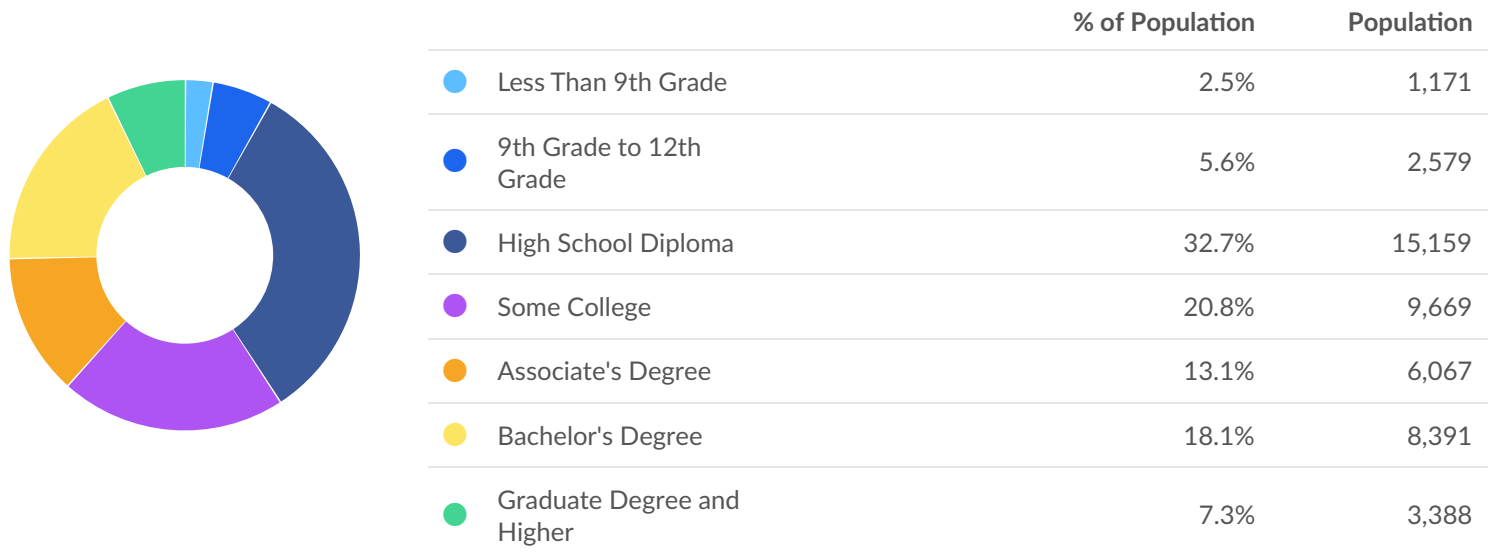 % of Population Population
Less Than 9th Grade 2.5% 1,171
9th Grade to 12th
Grade 5.6% 2,579
High School Diploma 32.7% 15,159
Some College 20.8% 9,669
Associate's Degree 13.1% 6,067
Bachelor's Degree 18.1% 8,391
Graduate Degree and
Higher 7.3% 3,388